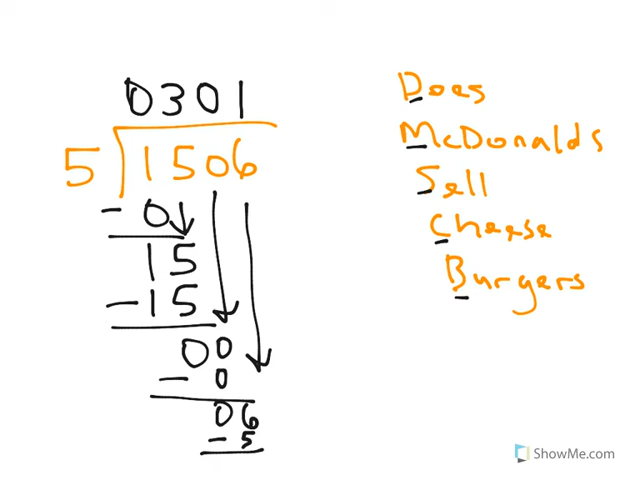 0301
5 1506
- 0
15
-15
00
- 0
06
- 5
Does
McDonalds
Sell
Cheese
Burgers
ShowMe.com